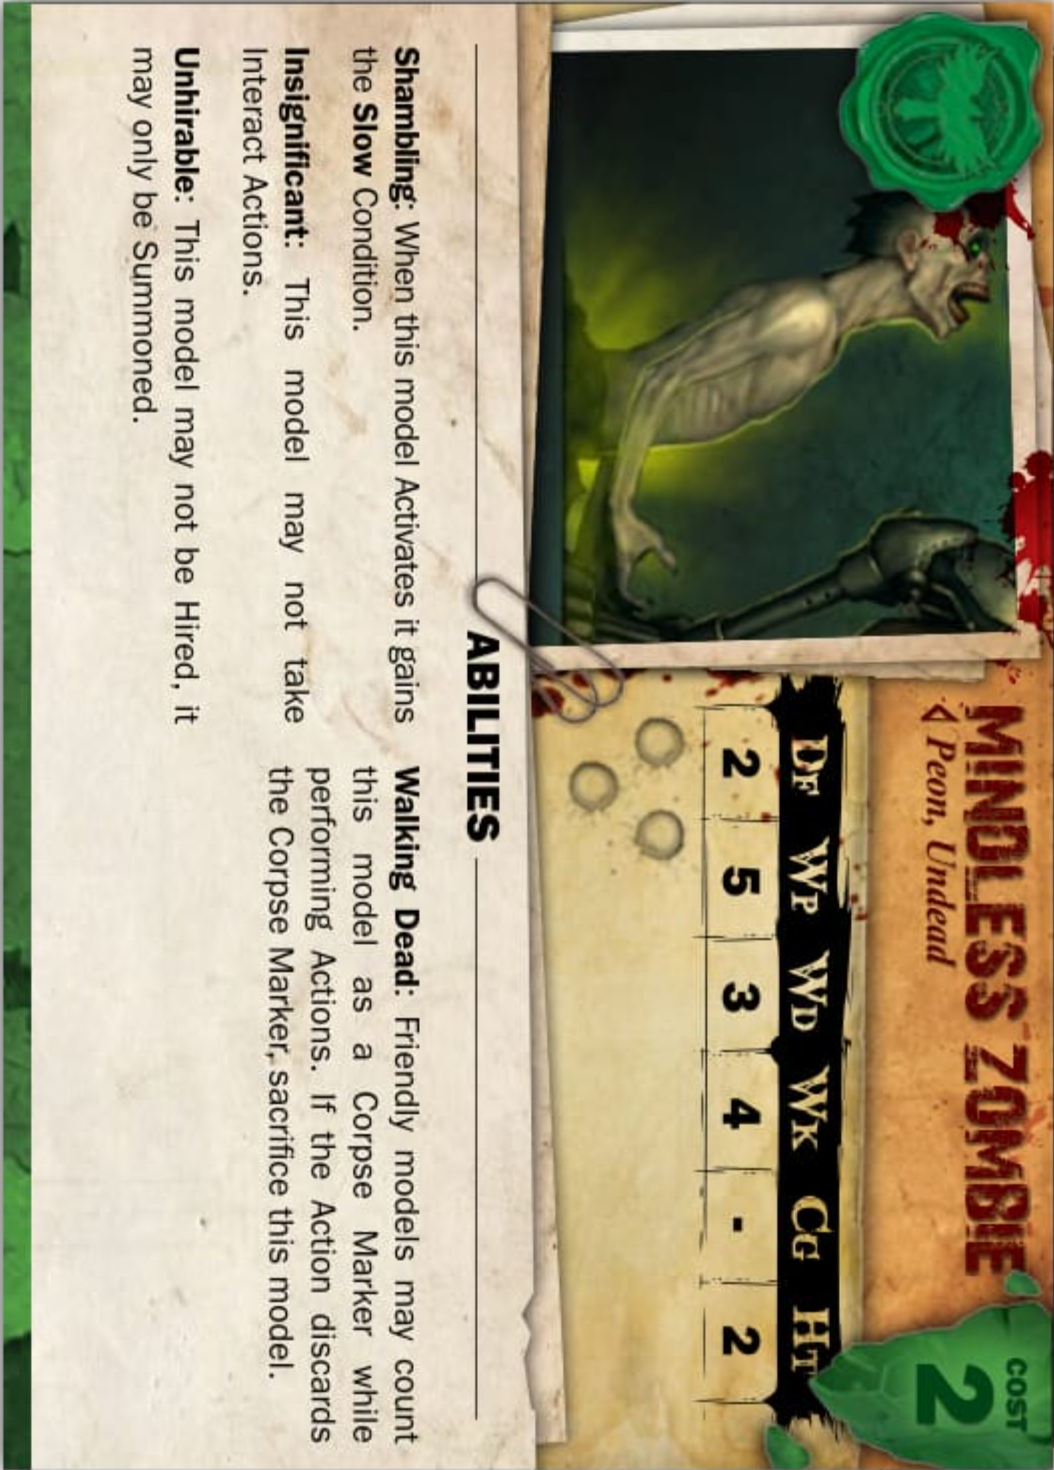 MINDLESS ZOMBIE
Peon, Undead
COST
2
DF WP WD WK CG HT
2 5 3 4 - 2
ABILITIES
Shambling: When this model Activates it gains
the Slow Condition.
Insignificant: This model may not take
Interact Actions.
Unhirable: This model may not be Hired, it
may only be Summoned.
Walking Dead: Friendly models may count
this model as a Corpse Marker while
performing Actions. If the Action discards
the Corpse Marker, sacrifice this model.